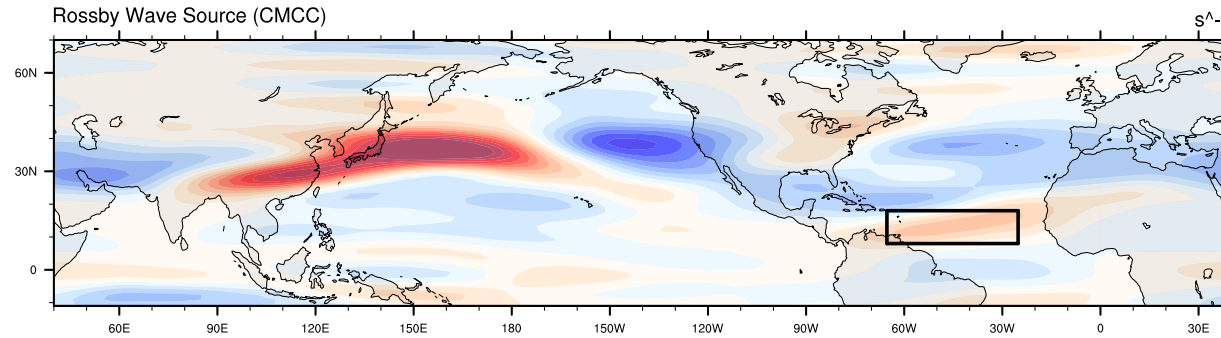 Rossby Wave Source (CMCC)
s^-
60N
30N
0
60E
90E
120E
150E
180
150W
120W
90W
60W
30W
0
30E